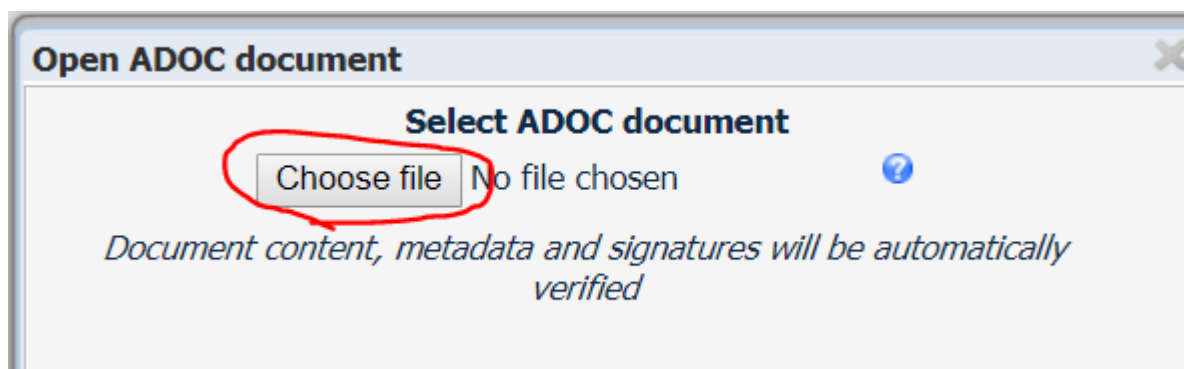 Open ADOC document
Select ADOC document
Choose file No file chosen
Document content, metadata and signatures will be automatically
verified